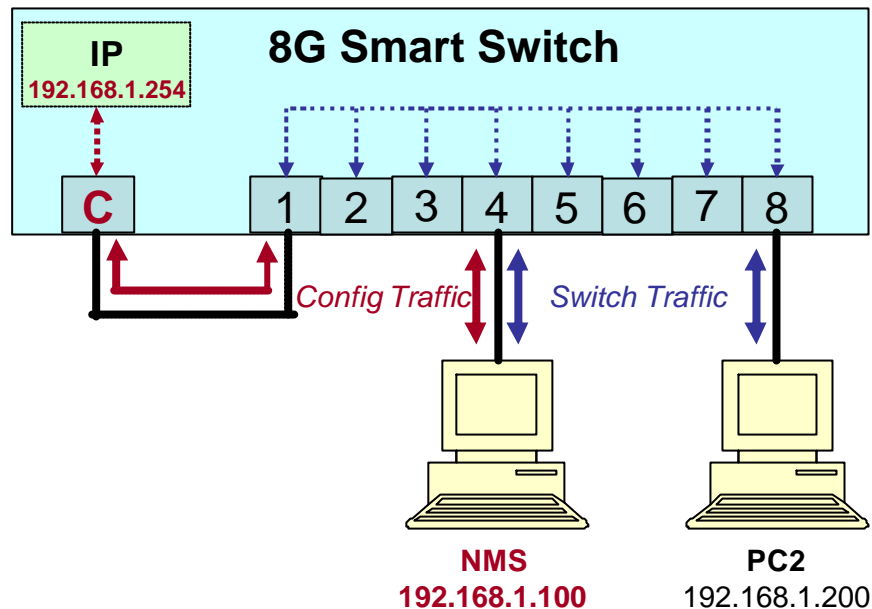 8G Smart Switch
IP
192.168.1.254
C 1 2 3 4 5 6 7 8
Config Traffic
Switch Traffic
NMS
192.168.1.100
PC2
192.168.1.200